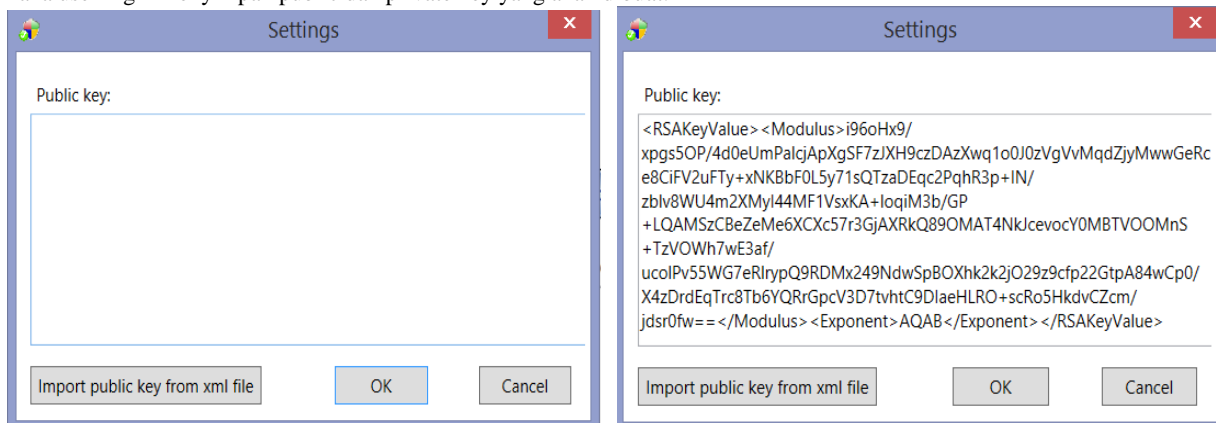 Settings
Public key:
Import public key from xml file
OK
Cancel
Settings
Public key:
<RSAKeyValue><Modulus>i96oHx9/
xpgs5OP/4d0eUmPalcjApXgSF7zJXH9czDAzXwq1o0J0zVgVvMqdZjyMwwGeRc
e8CiFV2uFTy+xNKBbF0L5y71sQTzaDEqc2PqhR3p+IN/
zblv8WU4m2XMyl44MF1VsxKA+loqiM3b/GP
+LQAMSzCBeZeMe6XCXc57r3GjAXRkQ89OMAT4NkJcevocY0MBTVOOMnS
+TzVOWh7wE3af/
ucolPv55WG7eRlrypQ9RDMx249NdwSpBOXhk2k2jO29z9cfp22GtpA84wCp0/
X4zDrdEqTrc8Tb6YQRrGpcV3D7tvhtC9DlaeHLRO+scRo5HkdvCZcm/
jdsr0fw==</Modulus><Exponent>AQAB</Exponent></RSAKeyValue>
Import public key from xml file
OK
Cancel